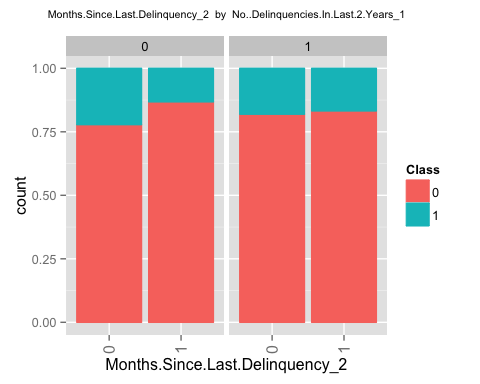 Months.Since.Last.Delinquency_2 by No..Delinquencies.In.Last.2.Years_1
0 1
1.00
0.75
0.50
0.25
0.00
count
0 1 0 1
Months.Since.Last.Delinquency_2
Class
0
1